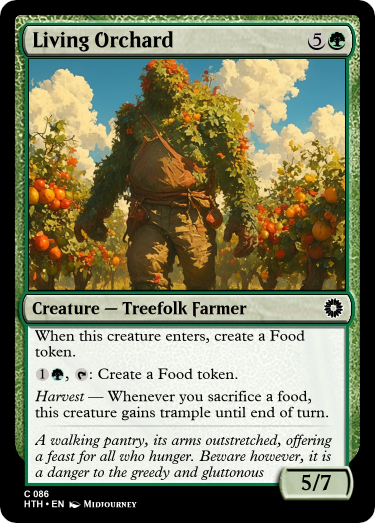 Living Orchard 5
Creature — Treefolk Farmer
When this creature enters, create a Food
token.
1, : Create a Food token.
Harvest — Whenever you sacrifice a food,
this creature gains trample until end of turn.
A walking pantry, its arms outstretched, offering
a feast for all who hunger. Beware however, it is
a danger to the greedy and gluttonous
5/7
C 086
HTH • EN Midjourney